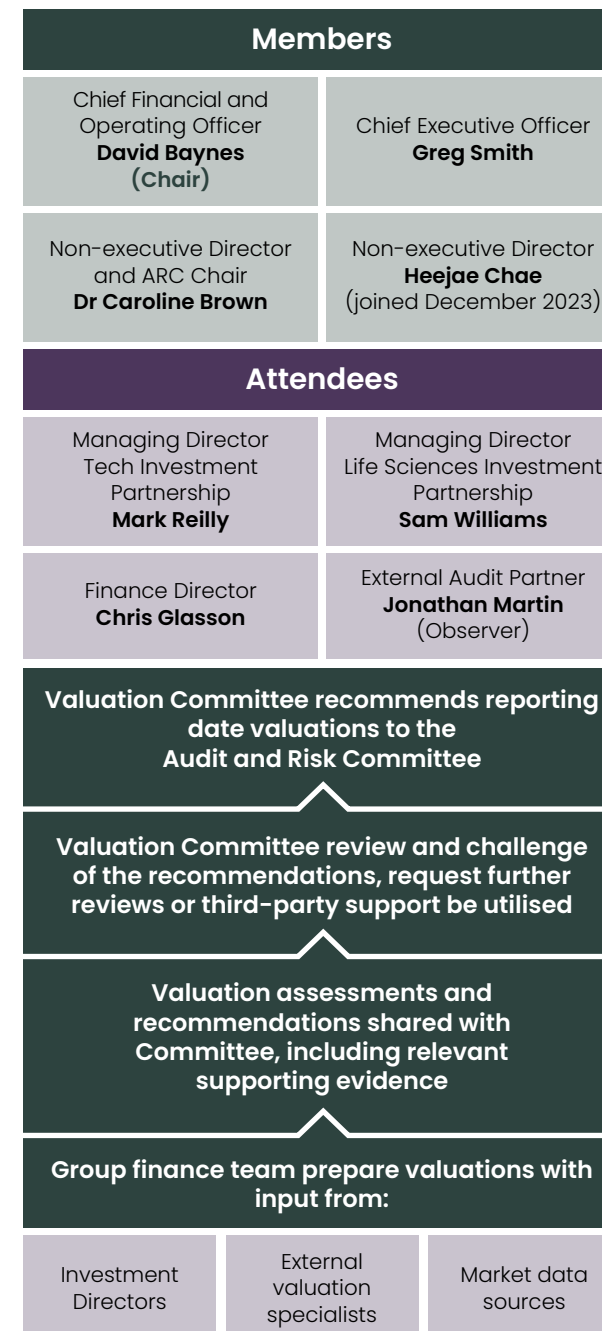 Members
Chief Financial and
Operating Officer
David Baynes
(Chair)
Chief Executive Officer
Greg Smith
Non-executive Director
and ARC Chair
Dr Caroline Brown
Non-executive Director
Heejae Chae
(joined December 2023)
Attendees
Managing Director
Tech Investment
Partnership
Mark Reilly
Managing Director
Life Sciences Investment
Partnership
Sam Williams
Finance Director
Chris Glasson
External Audit Partner
Jonathan Martin
(Observer)
Valuation Committee recommends reporting
date valuations to the
Audit and Risk Committee
Valuation Committee review and challenge
of the recommendations, request further
reviews or third-party support be utilised
Valuation assessments and
recommendations shared with
Committee, including relevant
supporting evidence
Group finance team prepare valuations with
input from:
Investment
Directors
External
valuation
specialists
Market data
sources